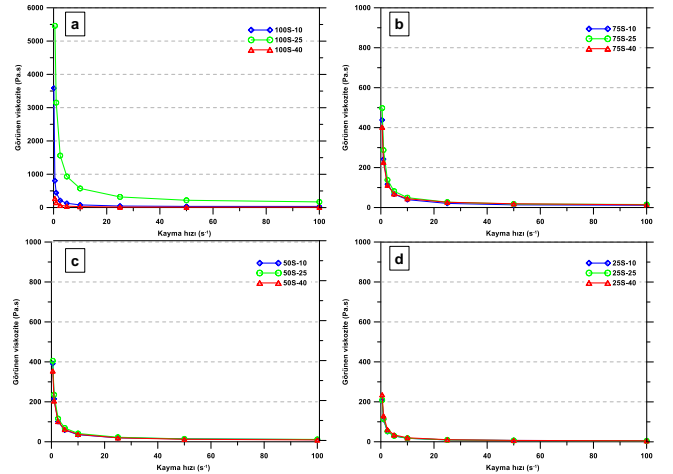 a
100S-10
100S-25
100S-40
Görünen viskozite (Pa.s)
6000
5000
4000
3000
2000
1000
0
0 20 40 60 80 100
Kayma hızı (s⁻¹)
b
75S-10
75S-25
75S-40
Görünen viskozite (Pa.s)
1000
800
600
400
200
0
0 20 40 60 80 100
Kayma hızı (s⁻¹)
c
50S-10
50S-25
50S-40
Görünen viskozite (Pa.s)
1000
800
600
400
200
0
0 20 40 60 80 100
Kayma hızı (s⁻¹)
d
25S-10
25S-25
25S-40
Görünen viskozite (Pa.s)
1000
800
600
400
200
0
0 20 40 60 80 100
Kayma hızı (s⁻¹)